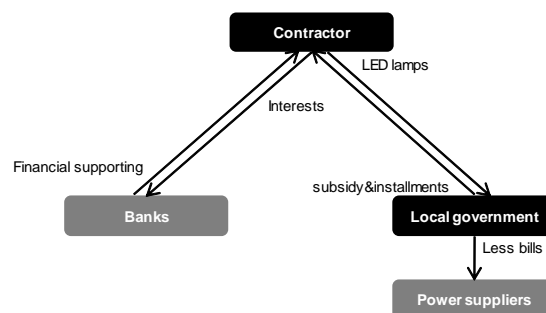 Contractor
LED lamps
Interests
Financial supporting
subsidy&installments
Banks
Local government
Less bills
Power suppliers